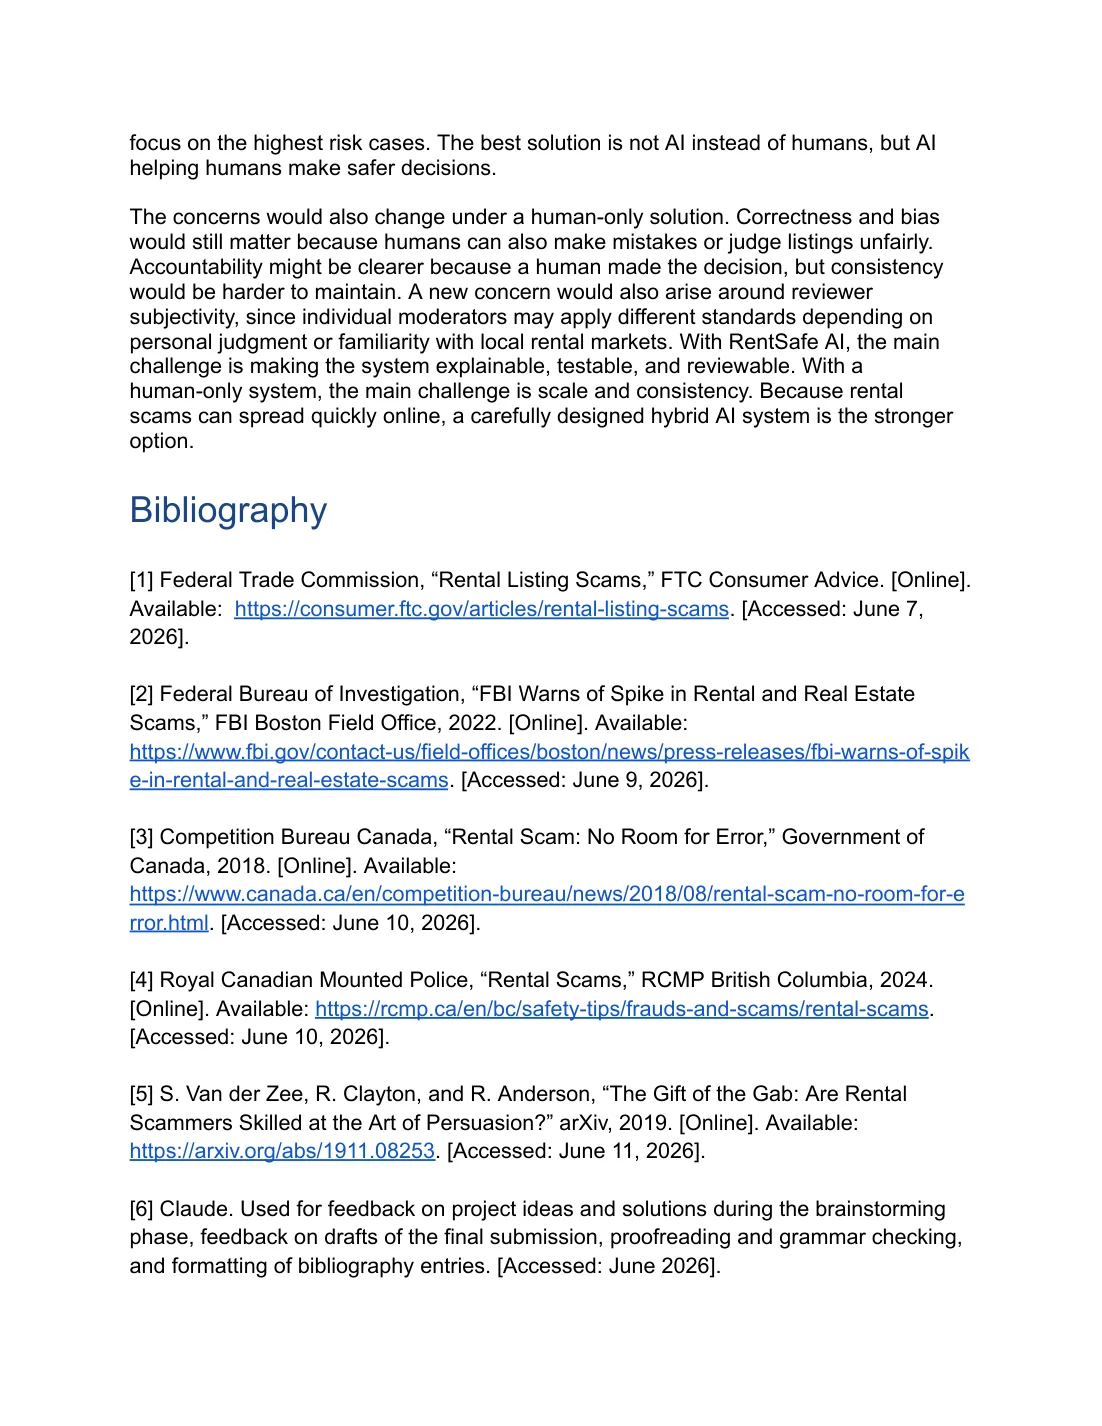 focus on the highest risk cases. The best solution is not AI instead of humans, but AI
helping humans make safer decisions.
The concerns would also change under a human-only solution. Correctness and bias
would still matter because humans can also make mistakes or judge listings unfairly.
Accountability might be clearer because a human made the decision, but consistency
would be harder to maintain. A new concern would also arise around reviewer
subjectivity, since individual moderators may apply different standards depending on
personal judgment or familiarity with local rental markets. With RentSafe AI, the main
challenge is making the system explainable, testable, and reviewable. With a
human-only system, the main challenge is scale and consistency. Because rental
scams can spread quickly online, a carefully designed hybrid AI system is the stronger
option.
Bibliography
[1] Federal Trade Commission, “Rental Listing Scams,” FTC Consumer Advice. [Online].
Available:  https://consumer.ftc.gov/articles/rental-listing-scams. [Accessed: June 7,
2026].
[2] Federal Bureau of Investigation, “FBI Warns of Spike in Rental and Real Estate
Scams,” FBI Boston Field Office, 2022. [Online]. Available:
https://www.fbi.gov/contact-us/field-offices/boston/news/press-releases/fbi-warns-of-spik
e-in-rental-and-real-estate-scams. [Accessed: June 9, 2026].
[3] Competition Bureau Canada, “Rental Scam: No Room for Error,” Government of
Canada, 2018. [Online]. Available:
https://www.canada.ca/en/competition-bureau/news/2018/08/rental-scam-no-room-for-e
rror.html. [Accessed: June 10, 2026].
[4] Royal Canadian Mounted Police, “Rental Scams,” RCMP British Columbia, 2024.
[Online]. Available: https://rcmp.ca/en/bc/safety-tips/frauds-and-scams/rental-scams.
[Accessed: June 10, 2026].
[5] S. Van der Zee, R. Clayton, and R. Anderson, “The Gift of the Gab: Are Rental
Scammers Skilled at the Art of Persuasion?” arXiv, 2019. [Online]. Available:
https://arxiv.org/abs/1911.08253. [Accessed: June 11, 2026].
[6] Claude. Used for feedback on project ideas and solutions during the brainstorming
phase, feedback on drafts of the final submission, proofreading and grammar checking,
and formatting of bibliography entries. [Accessed: June 2026].